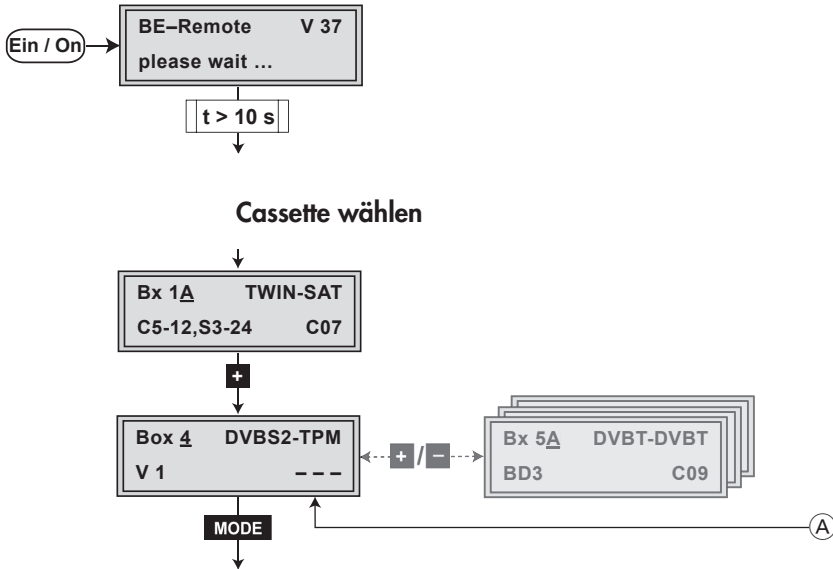 Ein / On
BE–Remote V 37
please wait ...
t > 10 s
Cassette wählen
Bx 1A TWIN-SAT
C5-12,S3-24 C07
+
Box 4 DVBS2-TPM
V 1 – – –
+ / −
Bx 5A DVBT-DVBT
BD3 C09
MODE
A